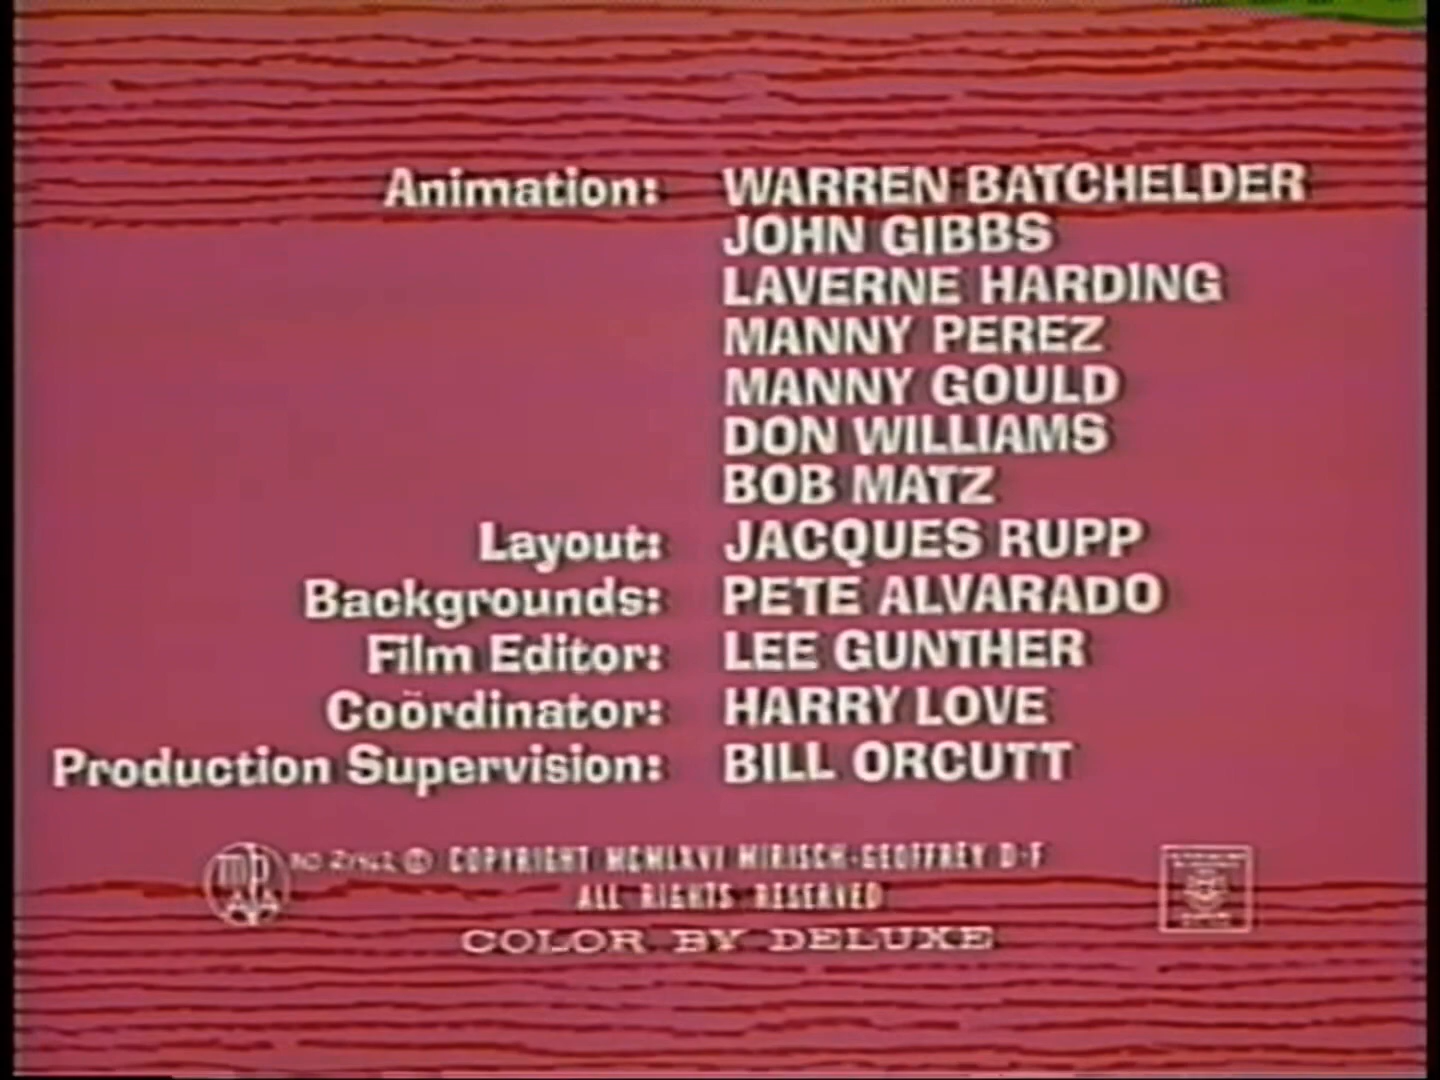 Animation: WARREN BATCHELDER
JOHN GIBBS
LAVERNE HARDING
MANNY PEREZ
MANNY GOULD
DON WILLIAMS
BOB MATZ
Layout: JACQUES RUPP
Backgrounds: PETE ALVARADO
Film Editor: LEE GUNTHER
Coördinator: HARRY LOVE
Production Supervision: BILL ORCUTT
© COPYRIGHT MCMLXVI MIRISCH-GEOFFREY D-F
ALL RIGHTS RESERVED
COLOR BY DELUXE